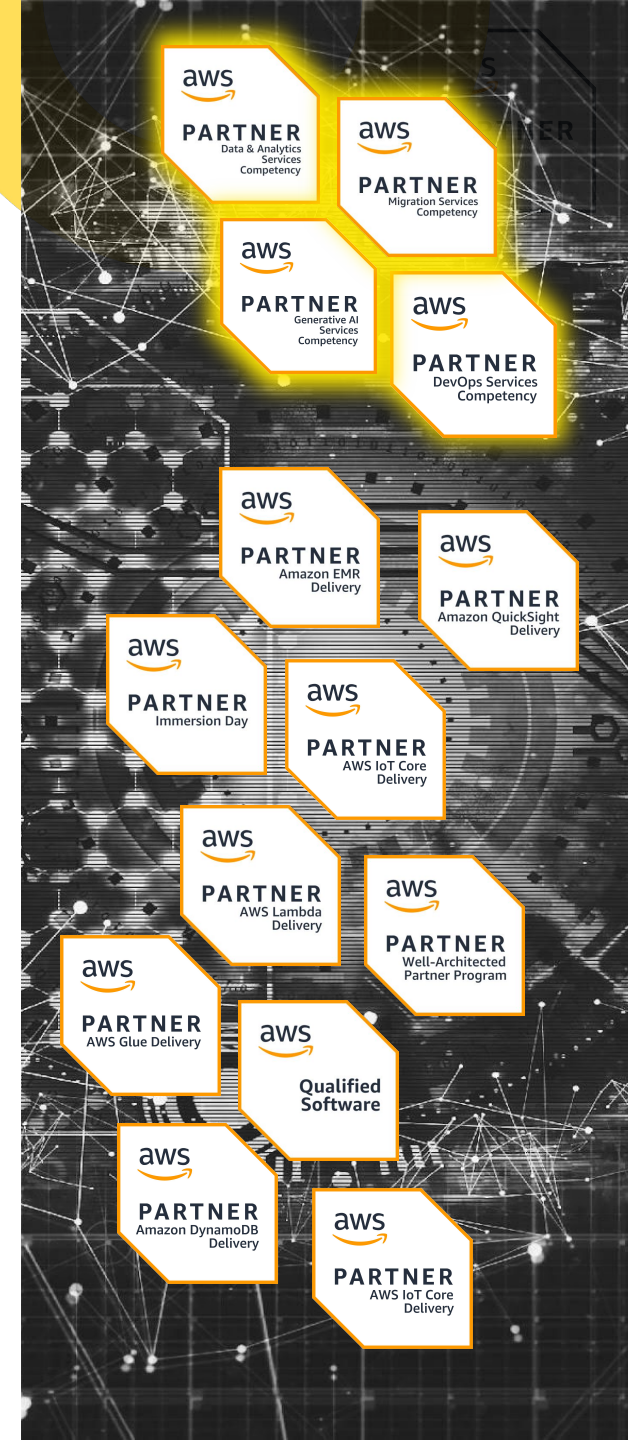 aws
PARTNER
Data & Analytics
Services
Competency
aws
PARTNER
Migration Services
Competency
aws
PARTNER
Generative AI
Services
Competency
aws
PARTNER
DevOps Services
Competency
aws
PARTNER
Amazon EMR
Delivery
aws
PARTNER
Amazon QuickSight
Delivery
aws
PARTNER
Immersion Day
aws
PARTNER
AWS IoT Core
Delivery
aws
PARTNER
AWS Lambda
Delivery
aws
PARTNER
Well-Architected
Partner Program
aws
PARTNER
AWS Glue Delivery
aws
Qualified
Software
aws
PARTNER
Amazon DynamoDB
Delivery
aws
PARTNER
AWS IoT Core
Delivery